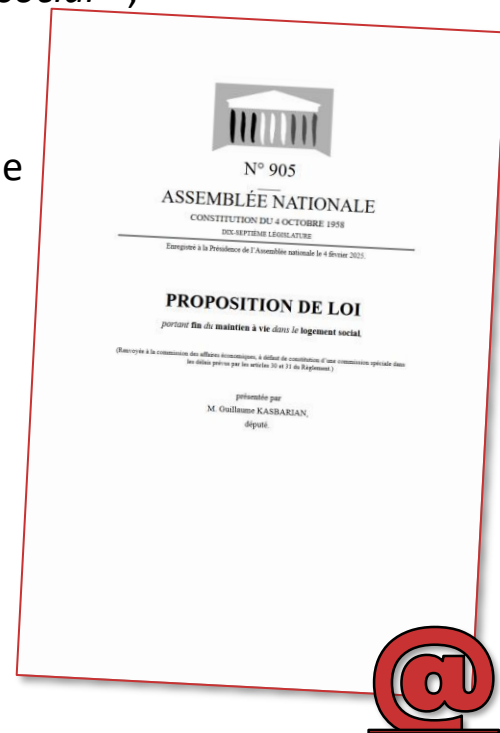 social" )
e
N° 905
ASSEMBLÉE NATIONALE
CONSTITUTION DU 4 OCTOBRE 1958
DIX-SEPTIÈME LÉGISLATURE
Enregistré à la Présidence de l'Assemblée nationale le 4 février 2025.
PROPOSITION DE LOI
portant fin du maintien à vie dans le logement social,
(Renvoyée à la commission des affaires économiques, à défaut de constitution d'une commission spéciale dans
les délais prévus par les articles 30 et 31 du Règlement.)
présentée par
M. Guillaume KASBARIAN,
député.
@